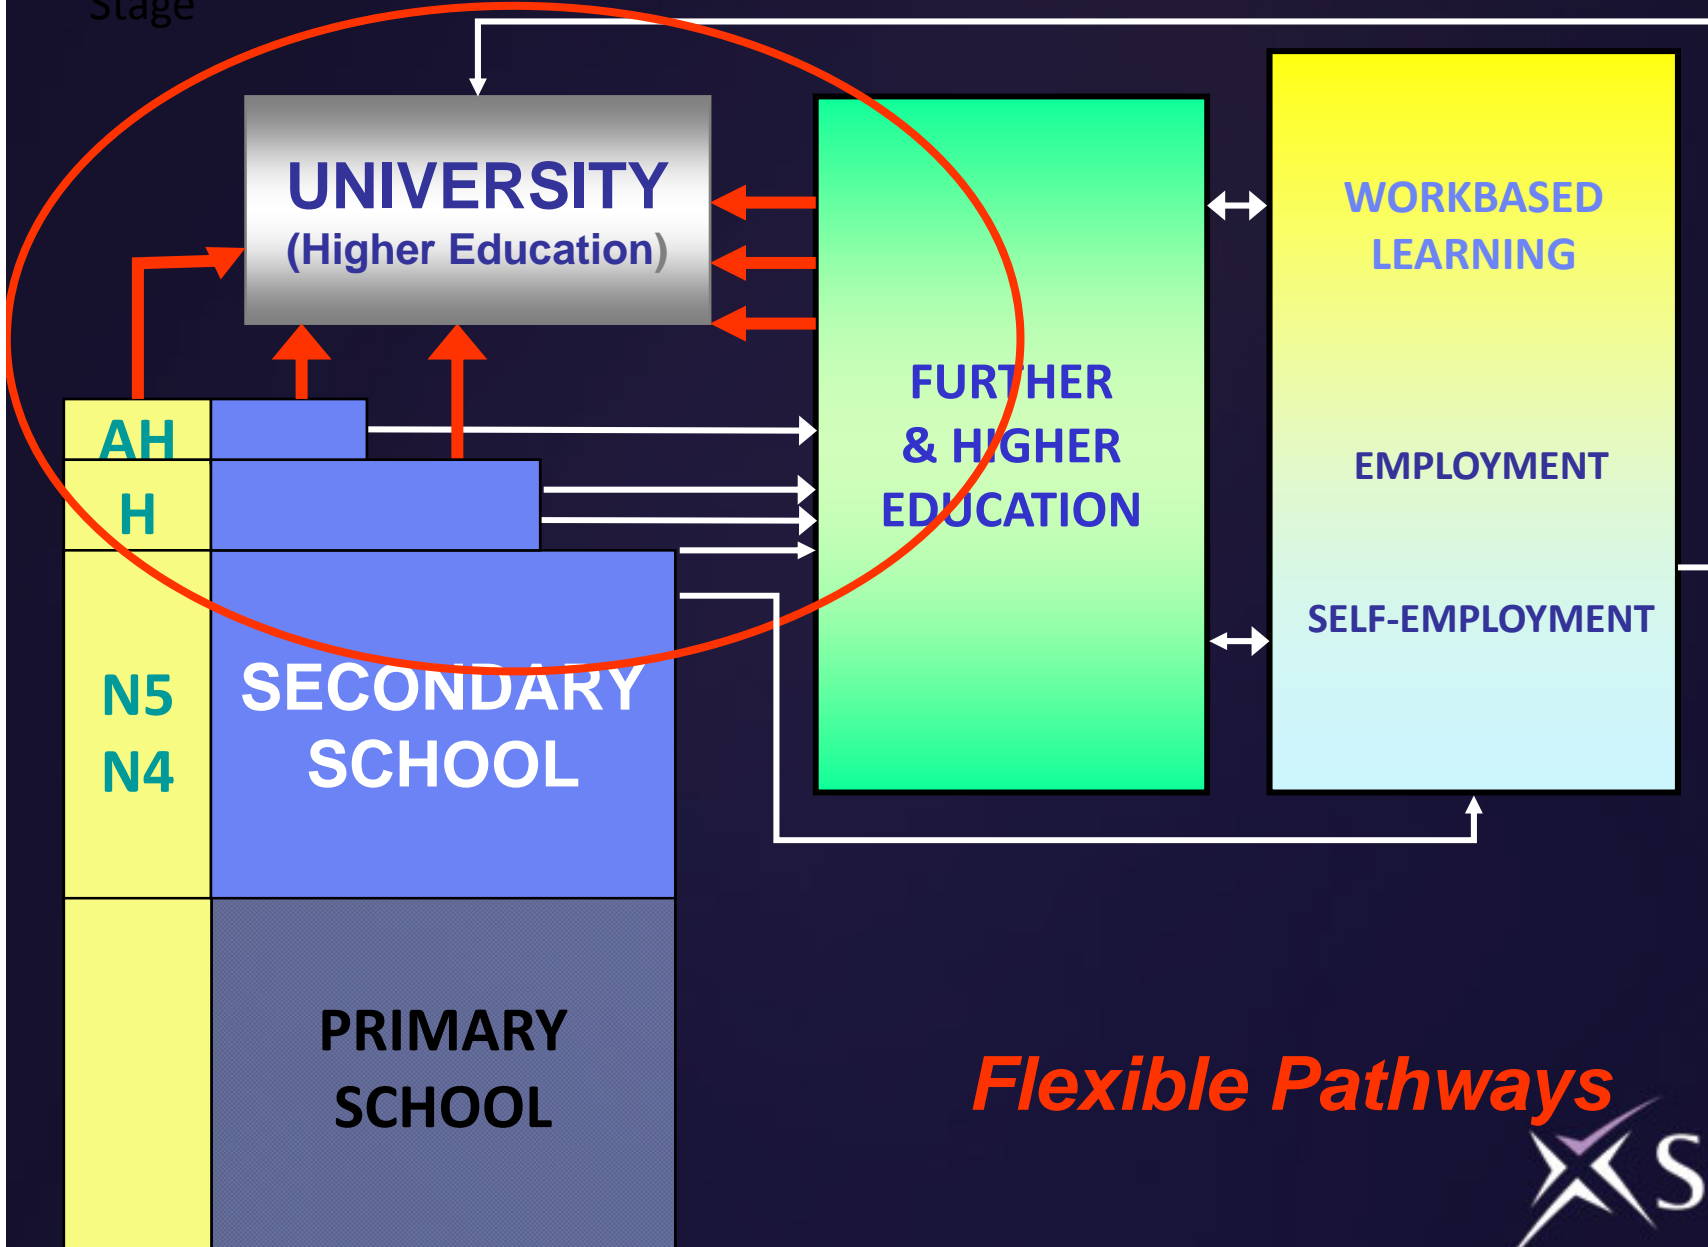 Stage
UNIVERSITY
(Higher Education)
AH
H
N5
N4
SECONDARY
SCHOOL
PRIMARY
SCHOOL
FURTHER
& HIGHER
EDUCATION
WORKBASED
LEARNING
EMPLOYMENT
SELF-EMPLOYMENT
Flexible Pathways
S